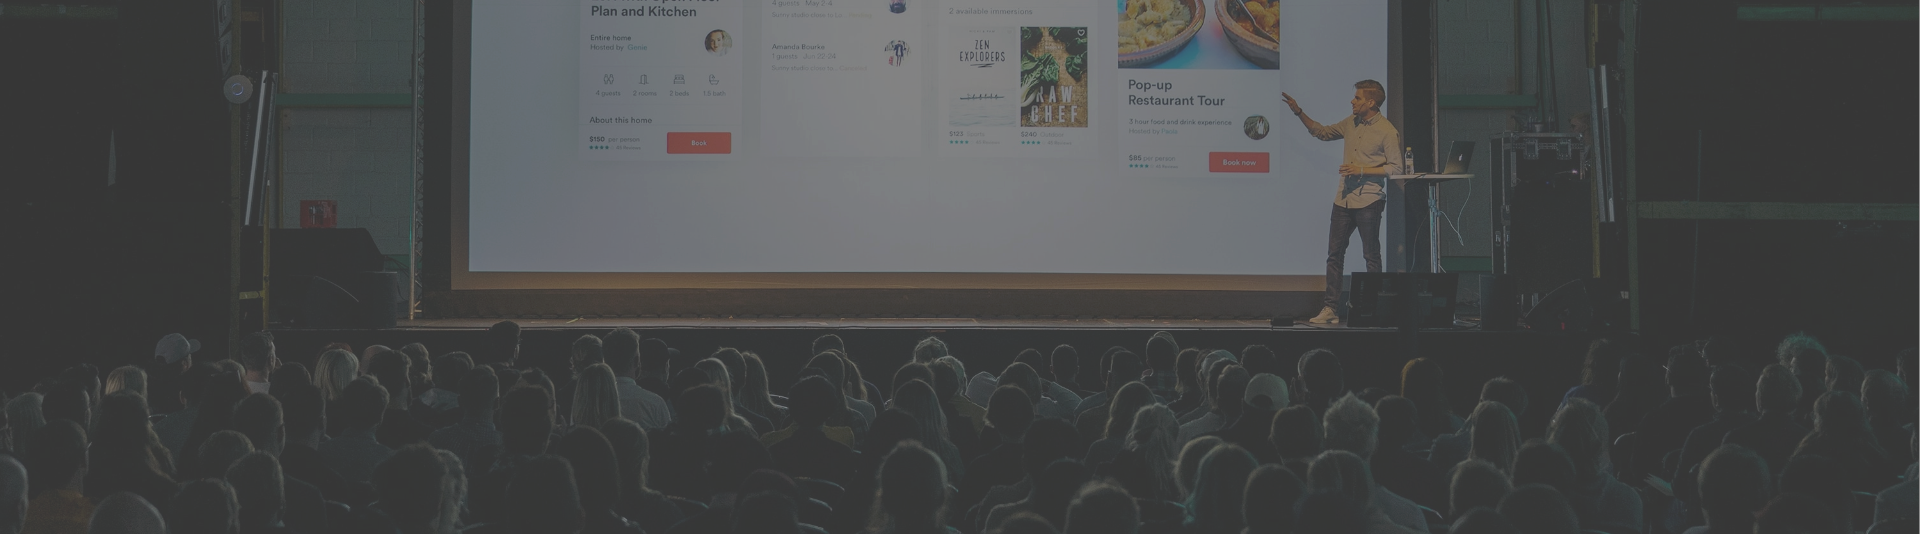 Plan and Kitchen
Entire home
Hosted by
4 guests
2 rooms
2 beds
1.5 bath
About this home
$150 per person
Book
4 guests · May 2-4
Amanda Bourke
1 guests · Jun 22-24
2 available immersions
ZEN
EXPLORERS
$123
RAW
CHEF
$240 Outdoor
Pop-up
Restaurant Tour
3 hour food and drink experience
Hosted by
$85 per person
Book now